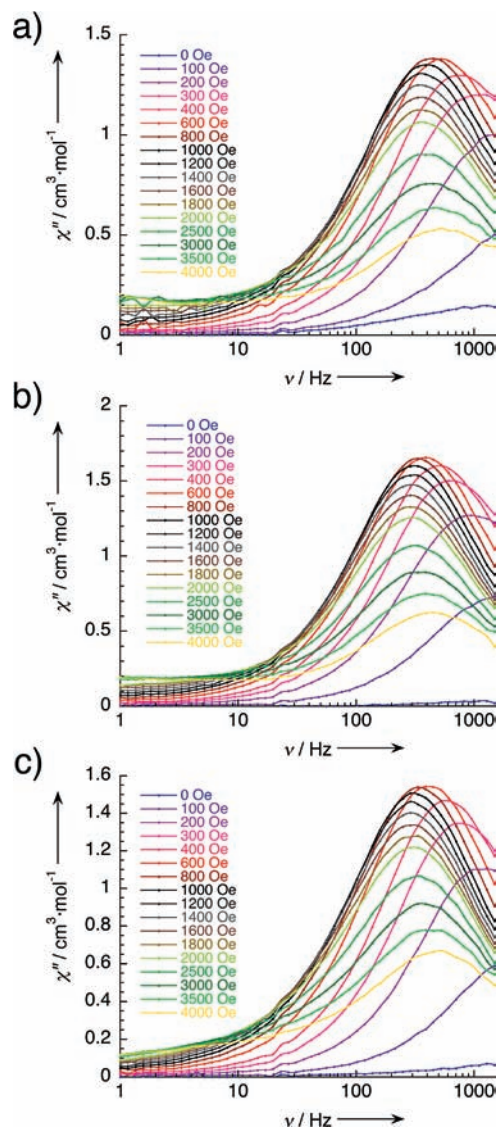 a)
1.5
0 Oe
100 Oe
200 Oe
300 Oe
400 Oe
600 Oe
800 Oe
1000 Oe
1200 Oe
1400 Oe
1600 Oe
1800 Oe
2000 Oe
2500 Oe
3000 Oe
3500 Oe
4000 Oe
1
0.5
0
χ″ / cm³·mol⁻¹
1 10 100 1000
ν / Hz
b)
2
0 Oe
100 Oe
200 Oe
300 Oe
400 Oe
600 Oe
800 Oe
1000 Oe
1200 Oe
1400 Oe
1600 Oe
1800 Oe
2000 Oe
2500 Oe
3000 Oe
3500 Oe
4000 Oe
1.5
1
0.5
0
χ″ / cm³·mol⁻¹
1 10 100 1000
ν / Hz
c)
1.6
0 Oe
100 Oe
200 Oe
300 Oe
400 Oe
600 Oe
800 Oe
1000 Oe
1200 Oe
1400 Oe
1600 Oe
1800 Oe
2000 Oe
2500 Oe
3000 Oe
3500 Oe
4000 Oe
1.4
1.2
1
0.8
0.6
0.4
0.2
0
χ″ / cm³·mol⁻¹
1 10 100 1000
ν / Hz